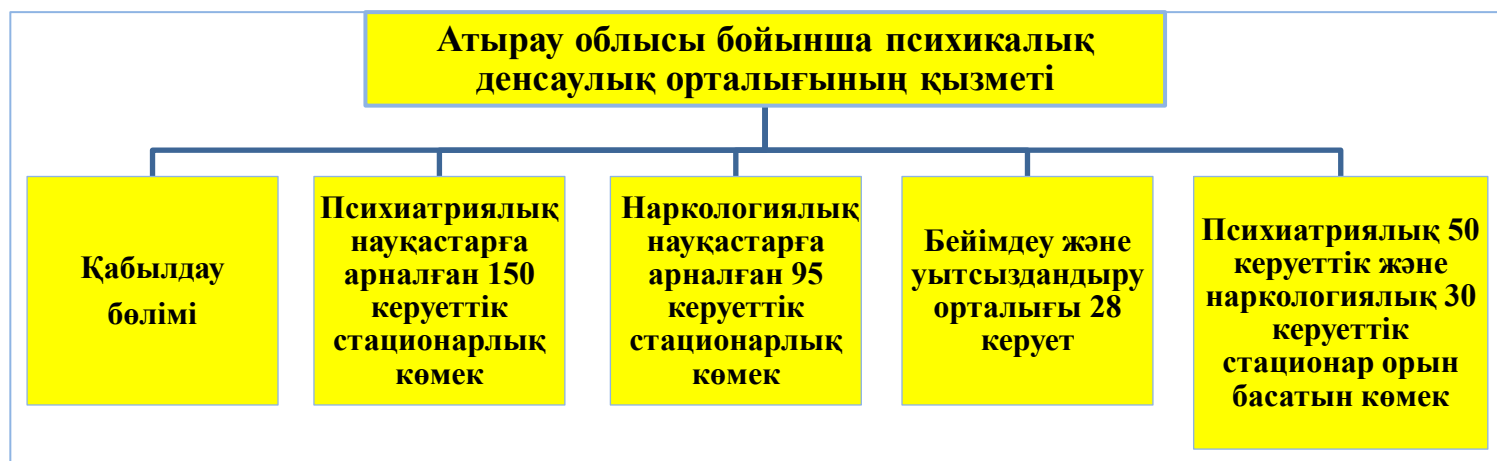 Атырау облысы бойынша психикалық
денсаулық орталығының қызметі
Қабылдау
бөлімі
Психиатриялық
науқастарға
арналған 150
керуеттік
стационарлық
көмек
Наркологиялық
науқастарға
арналған 95
керуеттік
стационарлық
көмек
Бейімдеу және
уытсыздандыру
орталығы 28
керует
Психиатриялық 50
керуеттік және
наркологиялық 30
керуеттік
стационар орын
басатын көмек